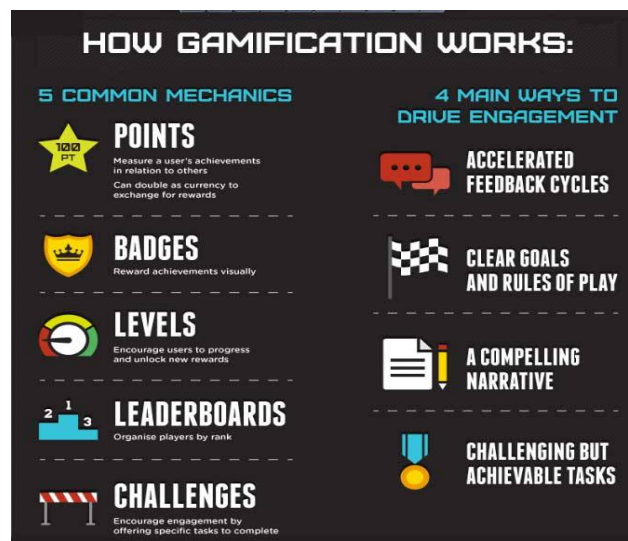 HOW GAMIFICATION WORKS:
5 COMMON MECHANICS
100
PT
POINTS
Measure a user's achievements
in relation to others
Can double as currency to
exchange for rewards
BADGES
Reward achievements visually
LEVELS
Encourage users to progress
and unlock new rewards
2 1 3
LEADERBOARDS
Organise players by rank
CHALLENGES
Encourage engagement by
offering specific tasks to complete
4 MAIN WAYS TO
DRIVE ENGAGEMENT
ACCELERATED
FEEDBACK CYCLES
CLEAR GOALS
AND RULES OF PLAY
A COMPELLING
NARRATIVE
CHALLENGING BUT
ACHIEVABLE TASKS